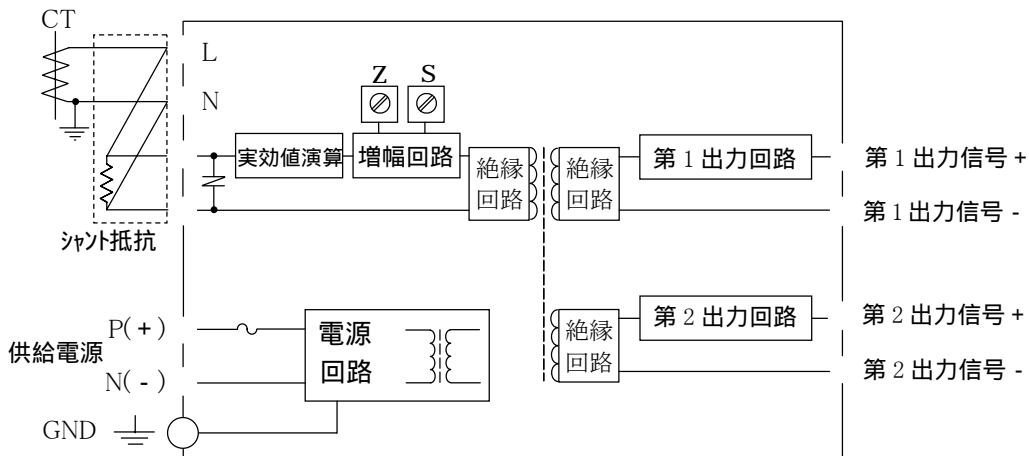 CT
L
N
Z S
実効値演算
増幅回路
絶縁
回路
絶縁
回路
第1出力回路
第1出力信号+
第1出力信号-
シャント抵抗
P(+)
供給電源
N(-)
GND
電源
回路
絶縁
回路
第2出力回路
第2出力信号+
第2出力信号-